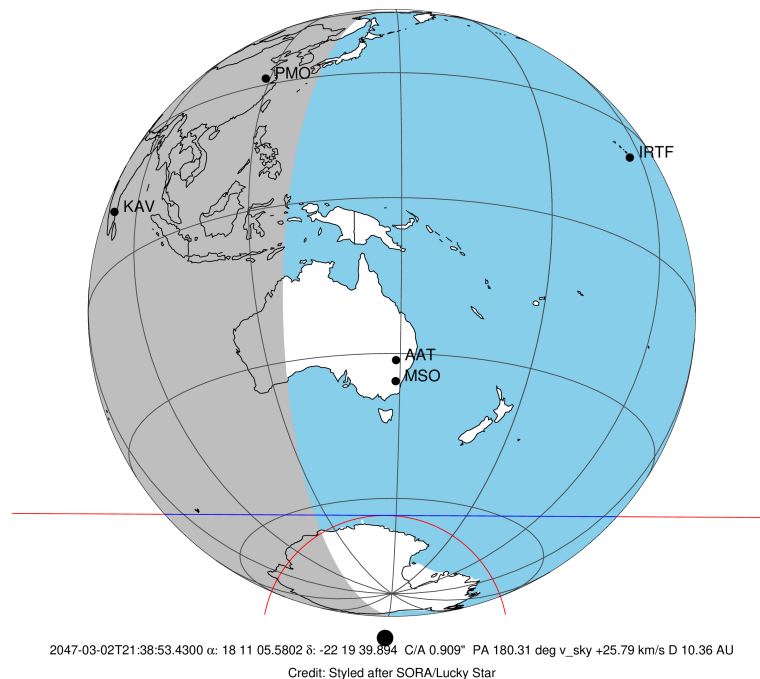 PMO
IRTF
KAV
AAT
MSO
2047-03-02T21:38:53.4300 α: 18 11 05.5802 δ: -22 19 39.894 C/A 0.909" PA 180.31 deg v_sky +25.79 km/s D 10.36 AU
Credit: Styled after SORA/Lucky Star